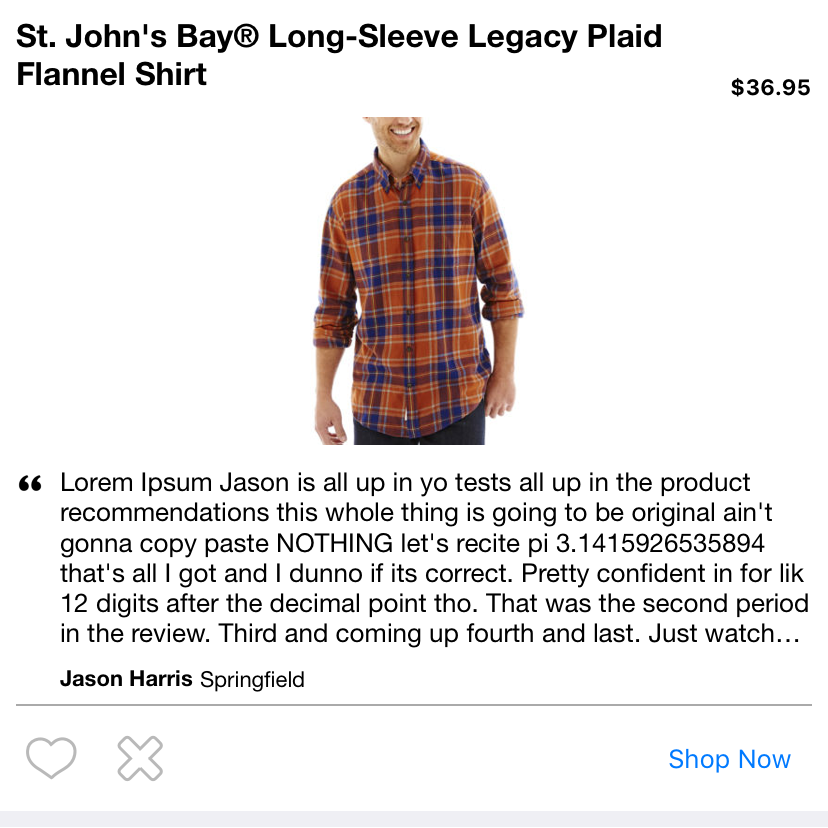 St. John's Bay® Long-Sleeve Legacy Plaid
Flannel Shirt
$36.95
“ Lorem Ipsum Jason is all up in yo tests all up in the product
recommendations this whole thing is going to be original ain't
gonna copy paste NOTHING let's recite pi 3.1415926535894
that's all I got and I dunno if its correct. Pretty confident in for lik
12 digits after the decimal point tho. That was the second period
in the review. Third and coming up fourth and last. Just watch…
Jason Harris Springfield
Shop Now